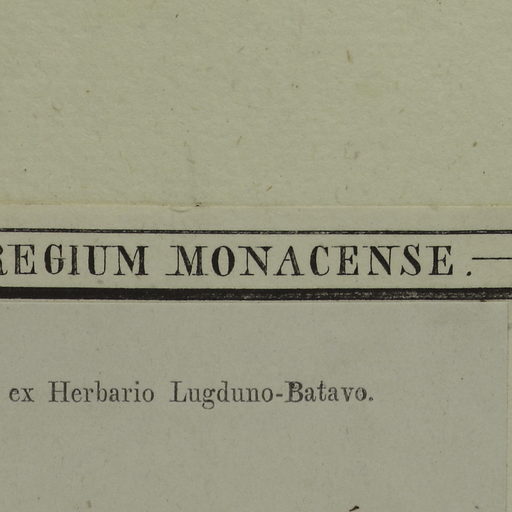 REGIUM MONACENSE.—
ex Herbario Lugduno-Batavo.